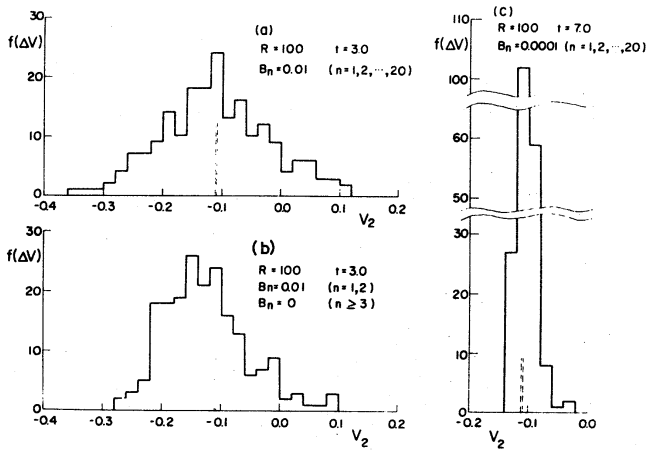 (a)
f(ΔV)
R=100 t=3.0
Bn=0.01 (n=1,2,···,20)
30
20
10
0
-0.4 -0.3 -0.2 -0.1 0.0 0.1 0.2
V2
(b)
f(ΔV)
R=100 t=3.0
Bn=0.01 (n=1,2)
Bn=0 (n≥3)
30
20
10
0
-0.4 -0.3 -0.2 -0.1 0.0 0.1 0.2
V2
(c)
110
f(ΔV)
R=100 t=7.0
Bn=0.0001 (n=1,2,···,20)
100
60
50
30
20
10
0
-0.2 -0.1 0.0
V2